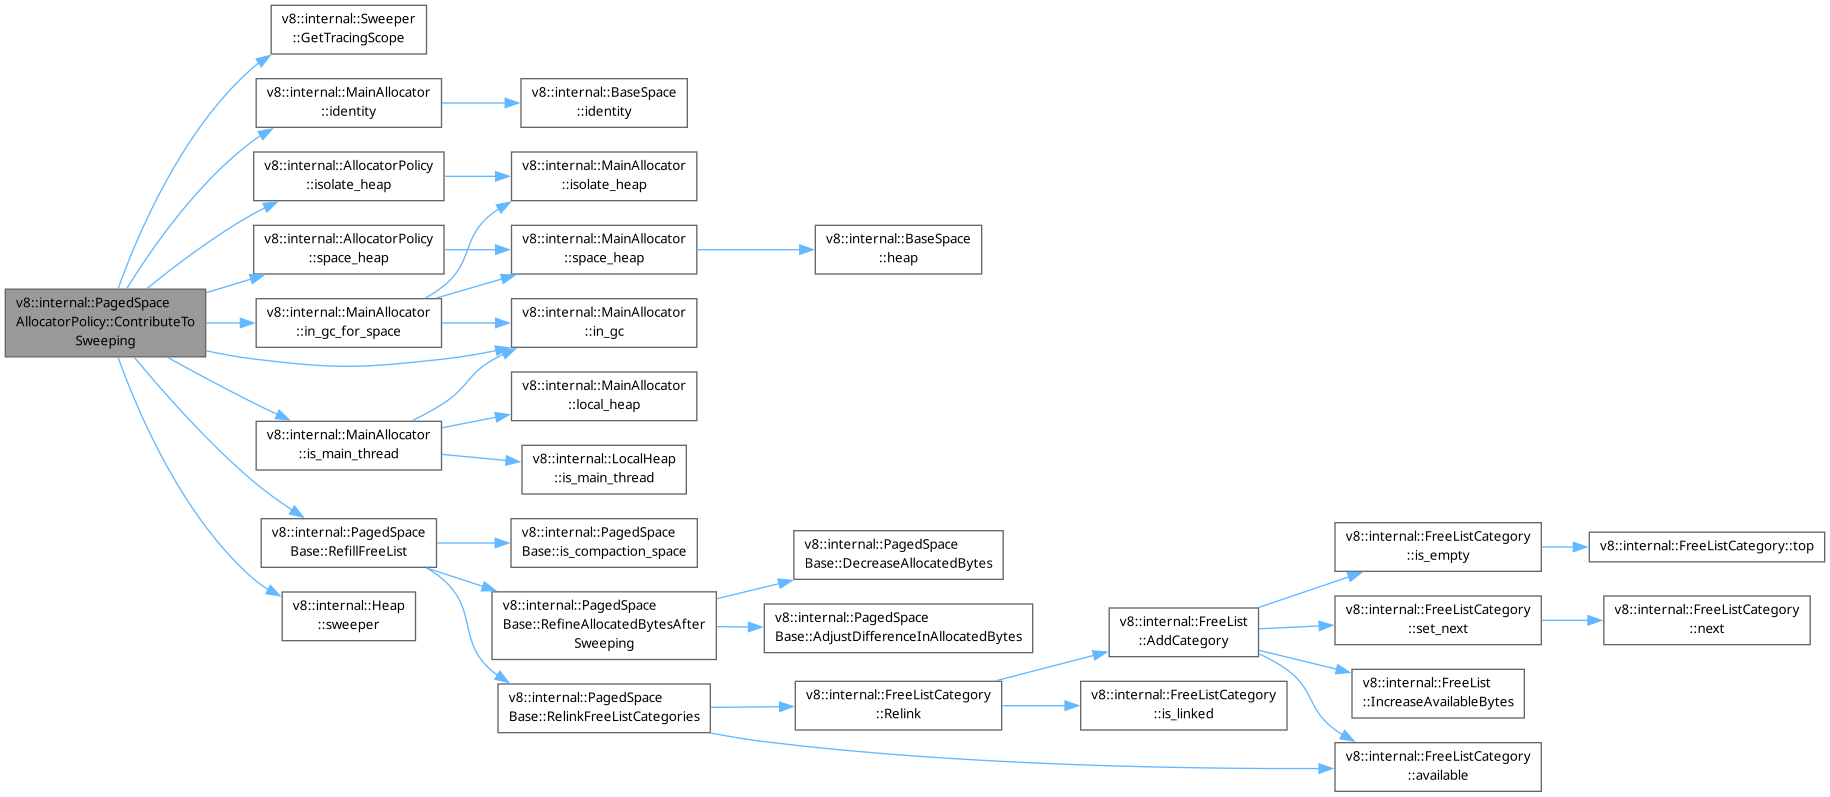 v8::internal::PagedSpace
AllocatorPolicy::ContributeTo
Sweeping
v8::internal::Sweeper
::GetTracingScope
v8::internal::MainAllocator
::identity
v8::internal::BaseSpace
::identity
v8::internal::AllocatorPolicy
::isolate_heap
v8::internal::MainAllocator
::isolate_heap
v8::internal::AllocatorPolicy
::space_heap
v8::internal::MainAllocator
::space_heap
v8::internal::BaseSpace
::heap
v8::internal::MainAllocator
::in_gc_for_space
v8::internal::MainAllocator
::in_gc
v8::internal::MainAllocator
::is_main_thread
v8::internal::MainAllocator
::local_heap
v8::internal::LocalHeap
::is_main_thread
v8::internal::PagedSpace
Base::RefillFreeList
v8::internal::PagedSpace
Base::is_compaction_space
v8::internal::PagedSpace
Base::RefineAllocatedBytesAfter
Sweeping
v8::internal::PagedSpace
Base::DecreaseAllocatedBytes
v8::internal::PagedSpace
Base::AdjustDifferenceInAllocatedBytes
v8::internal::PagedSpace
Base::RelinkFreeListCategories
v8::internal::FreeListCategory
::Relink
v8::internal::FreeList
::AddCategory
v8::internal::FreeListCategory
::is_linked
v8::internal::FreeListCategory
::is_empty
v8::internal::FreeListCategory::top
v8::internal::FreeListCategory
::set_next
v8::internal::FreeListCategory
::next
v8::internal::FreeList
::IncreaseAvailableBytes
v8::internal::FreeListCategory
::available
v8::internal::Heap
::sweeper